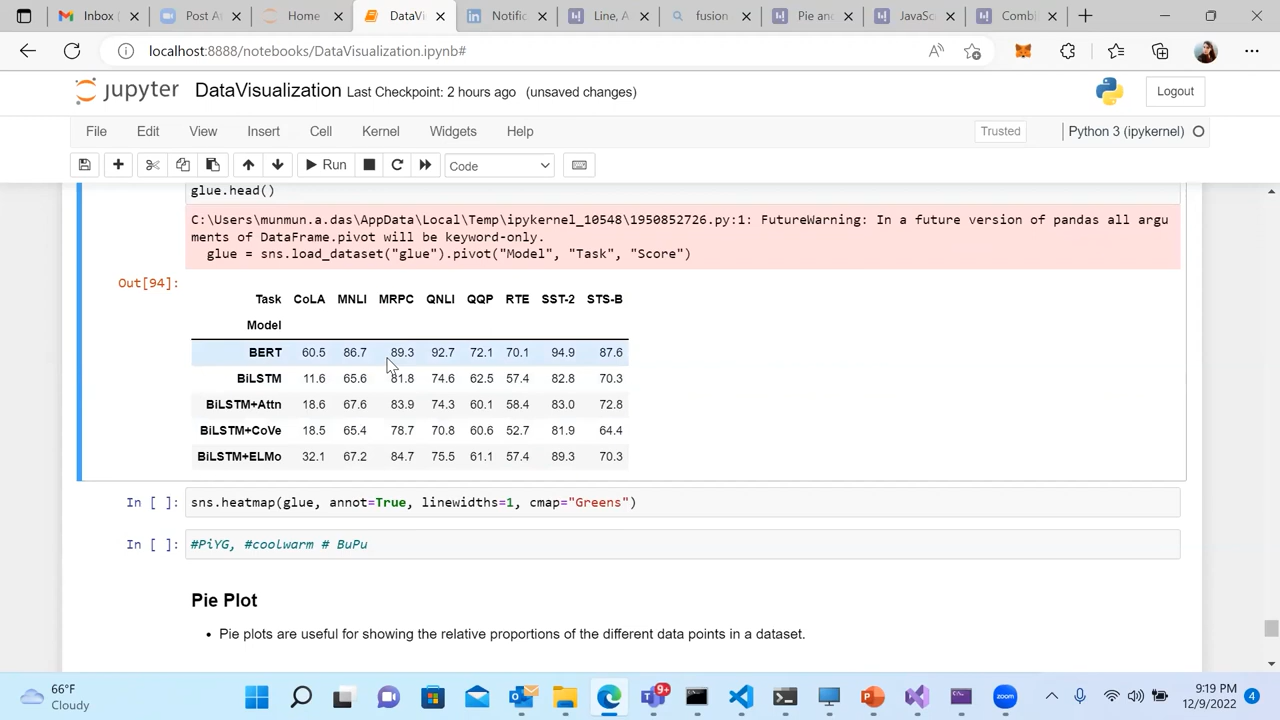 Inbox (
Post A
Home
DataVi
Notific
Line, A
fusion
Pie and
JavaSc
Combi
localhost:8888/notebooks/DataVisualization.ipynb#
jupyter DataVisualization Last Checkpoint: 2 hours ago (unsaved changes)
Logout
File Edit View Insert Cell Kernel Widgets Help
Trusted
Python 3 (ipykernel)
Run
Code
glue.head()
C:\Users\munmun.a.das\AppData\Local\Temp\ipykernel_10548\1950852726.py:1: FutureWarning: In a future version of pandas all argu
ments of DataFrame.pivot will be keyword-only.
glue = sns.load_dataset("glue").pivot("Model", "Task", "Score")
Out[94]:
Task CoLA MNLI MRPC QNLI QQP RTE SST-2 STS-B
Model
BERT 60.5 86.7 89.3 92.7 72.1 70.1 94.9 87.6
BiLSTM 11.6 65.6 81.8 74.6 62.5 57.4 82.8 70.3
BiLSTM+Attn 18.6 67.6 83.9 74.3 60.1 58.4 83.0 72.8
BiLSTM+CoVe 18.5 65.4 78.7 70.8 60.6 52.7 81.9 64.4
BiLSTM+ELMo 32.1 67.2 84.7 75.5 61.1 57.4 89.3 70.3
In [ ]: sns.heatmap(glue, annot=True, linewidths=1, cmap="Greens")
In [ ]: #PiYG, #coolwarm # BuPu
Pie Plot
• Pie plots are useful for showing the relative proportions of the different data points in a dataset.
66°F
Cloudy
9+
zoom
9:19 PM
12/9/2022
4